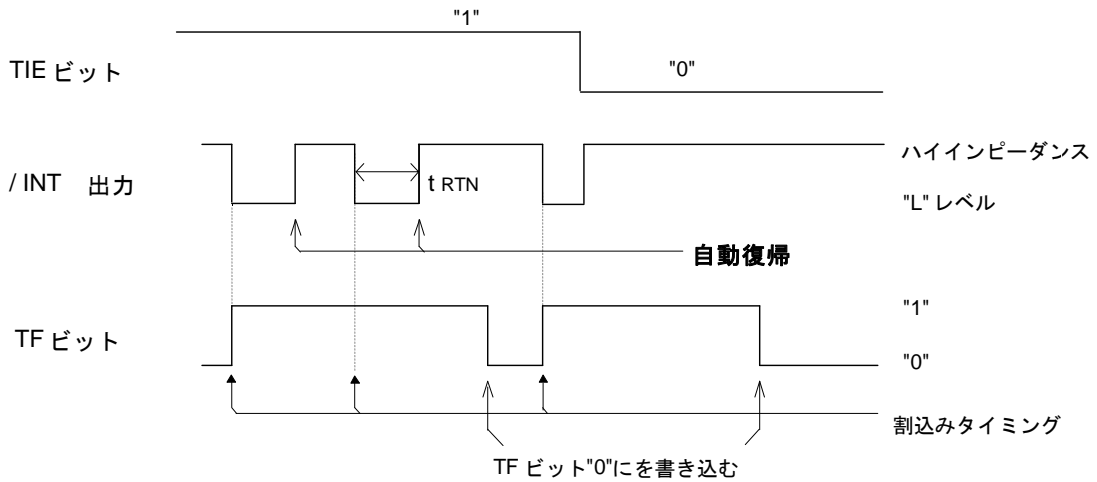 "1"
TIE ビット
"0"
ハイインピーダンス
/ INT 出力
t RTN
"L" レベル
自動復帰
"1"
TF ビット
"0"
割込みタイミング
TF ビット"0"にを書き込む